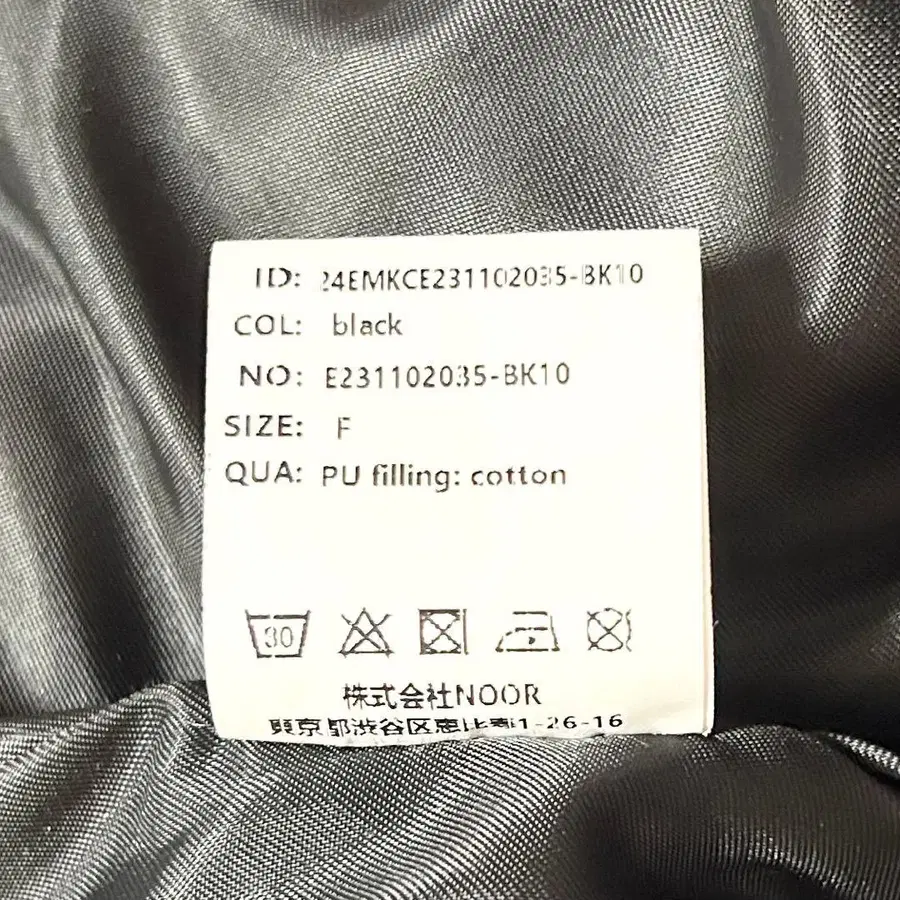 ID: 24EMKCE231102035-BK10
COL: black
NO: E231102035-BK10
SIZE: F
QUA: PU filling: cotton
30
株式会社NOOR
東京都渋谷区恵比寿1-26-16